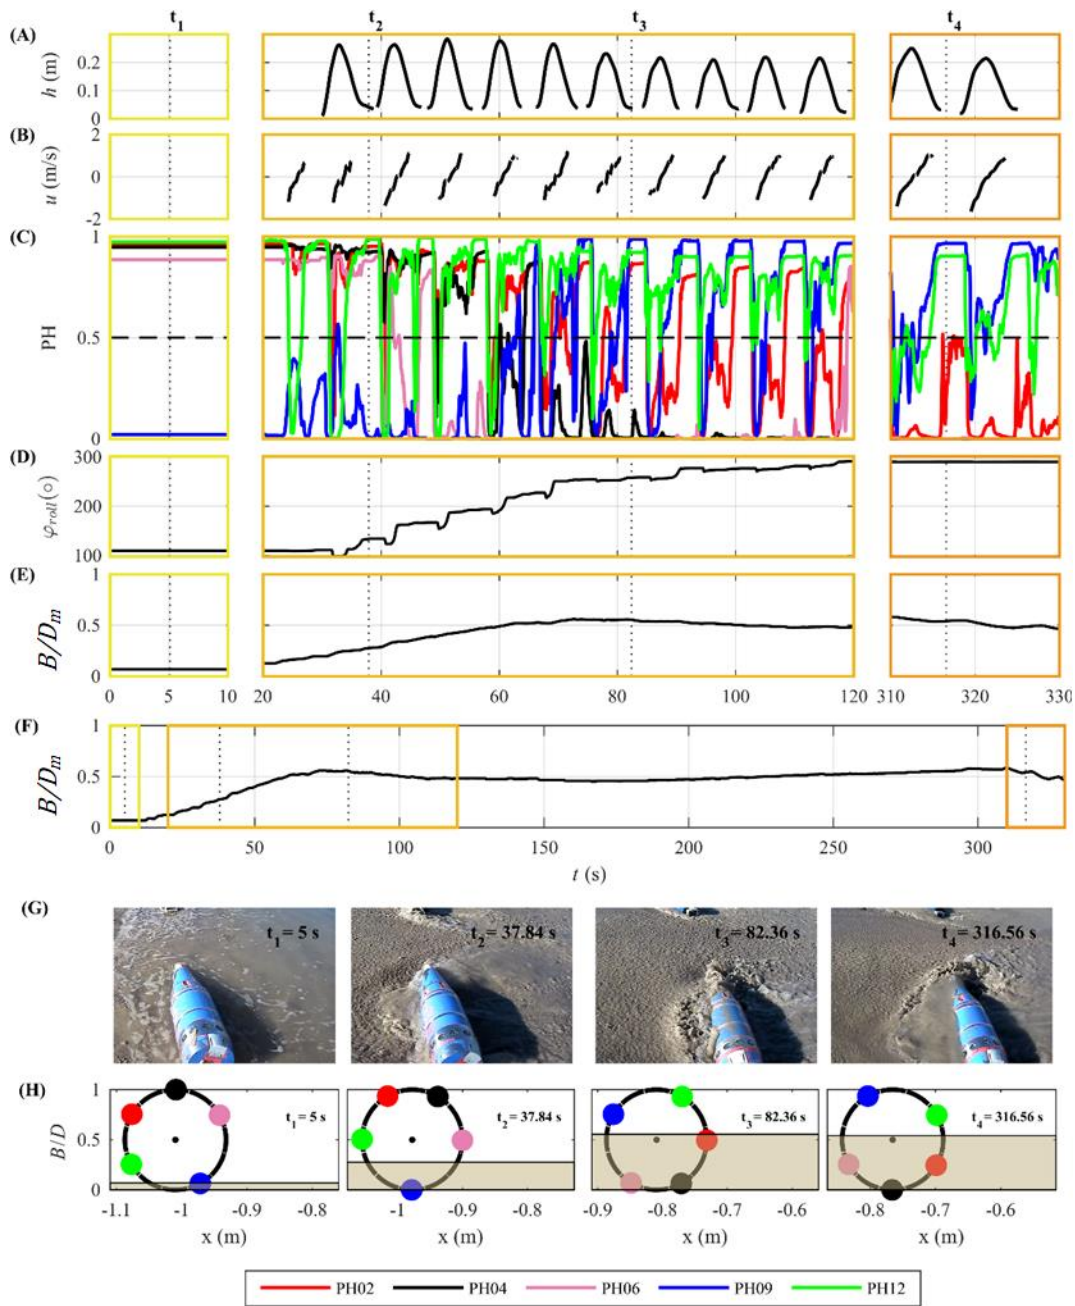 t1 t2 t3 t4
(A)
h (m)
0.2
0.1
0
(B)
u (m/s)
2
0
-2
(C)
PH
1
0.5
0
(D)
φroll(○)
300
200
100
(E)
B/Dm
1
0.5
0
0 5 10 20 40 60 80 100 120 310 320 330
(F)
B/Dm
1
0.5
0
0 50 100 150 200 250 300
t (s)
(G)
t1 = 5 s t2 = 37.84 s t3 = 82.36 s t4 = 316.56 s
(H)
B/D
1
0.5
0
t1 = 5 s t2 = 37.84 s t3 = 82.36 s t4 = 316.56 s
-1.1 -1 -0.9 -0.8 -1 -0.9 -0.8 -0.9 -0.8 -0.7 -0.6 -0.8 -0.7 -0.6
x (m) x (m) x (m) x (m)
PH02 PH04 PH06 PH09 PH12